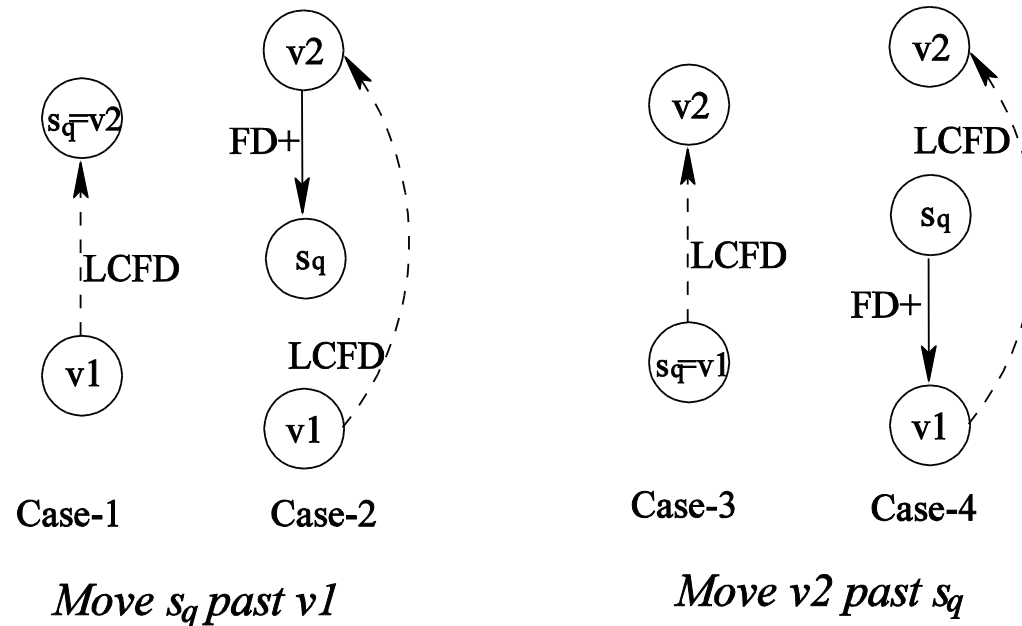 sq=v2
LCFD
v1
Case-1
v2
FD+
sq
LCFD
v1
Case-2
Move sq past v1
v2
LCFD
sq=v1
Case-3
v2
LCFD
sq
FD+
v1
Case-4
Move v2 past sq